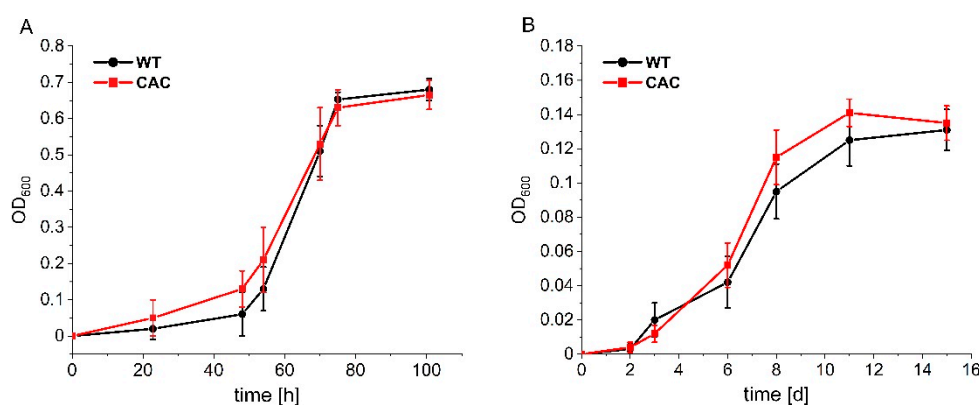 A
WT
CAC
OD600
0.8
0.7
0.6
0.5
0.4
0.3
0.2
0.1
0
0 20 40 60 80 100
time [h]
B
WT
CAC
OD600
0.18
0.16
0.14
0.12
0.1
0.08
0.06
0.04
0.02
0
0 2 4 6 8 10 12 14 16
time [d]